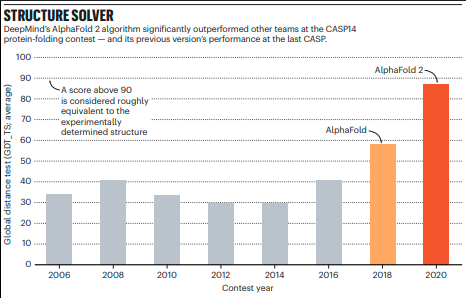 STRUCTURE SOLVER
DeepMind's AlphaFold 2 algorithm significantly outperformed other teams at the CASP14
protein-folding contest — and its previous version's performance at the last CASP.
Global distance test (GDT_TS; average)
100
90
80
70
60
50
40
30
20
10
0
A score above 90
is considered roughly
equivalent to the
experimentally
determined structure
AlphaFold
AlphaFold 2
2006 2008 2010 2012 2014 2016 2018 2020
Contest year